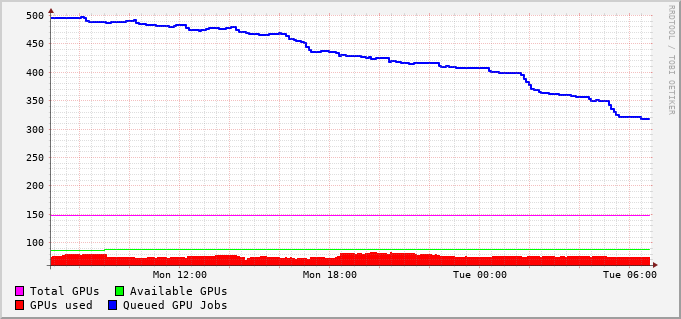 500
450
400
350
300
250
200
150
100
Mon 12:00 Mon 18:00 Tue 00:00 Tue 06:00
Total GPUs Available GPUs
GPUs used Queued GPU Jobs
RRDTOOL / TOBI OETIKER